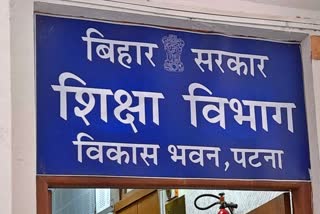 बिहार सरकार
शिक्षा विभाग
विकास भवन, पटना